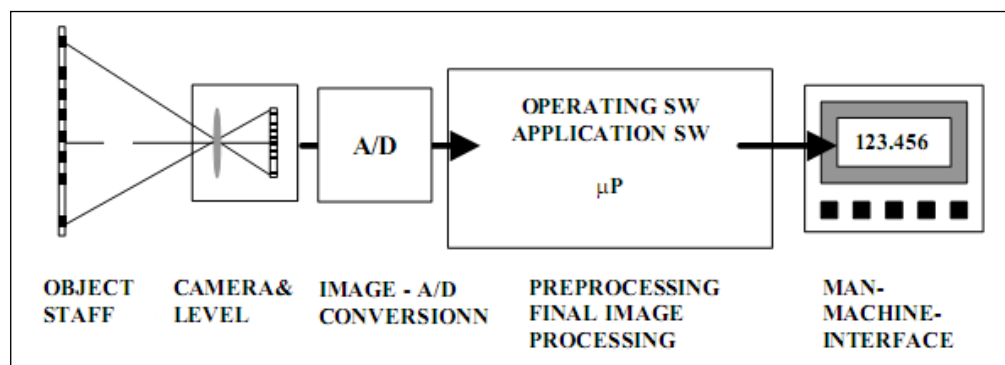 OPERATING SW
APPLICATION SW
A/D
μP
123.456
OBJECT
STAFF
CAMERA&
LEVEL
IMAGE - A/D
CONVERSIONN
PREPROCESSING
FINAL IMAGE
PROCESSING
MAN-
MACHINE-
INTERFACE